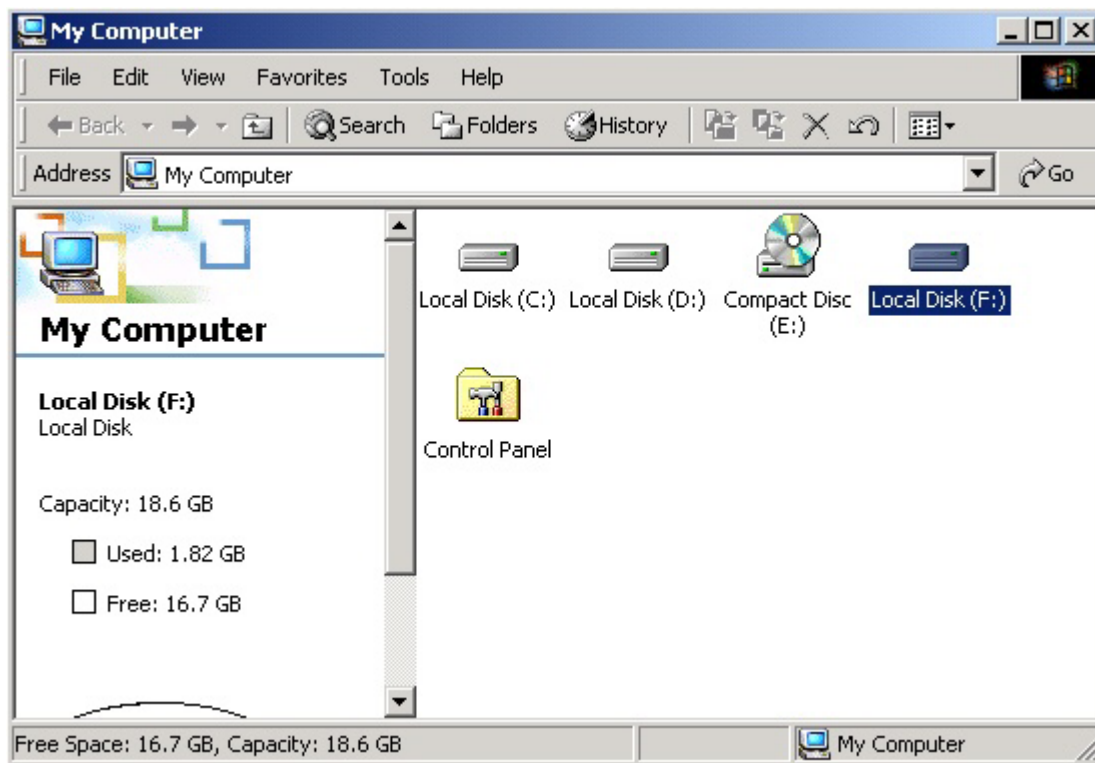 My Computer
File Edit View Favorites Tools Help
Back Search Folders History
Address My Computer Go
My Computer
Local Disk (F:)
Local Disk
Capacity: 18.6 GB
Used: 1.82 GB
Free: 16.7 GB
Local Disk (C:) Local Disk (D:) Compact Disc Local Disk (F:)
(E:)
Control Panel
Free Space: 16.7 GB, Capacity: 18.6 GB My Computer